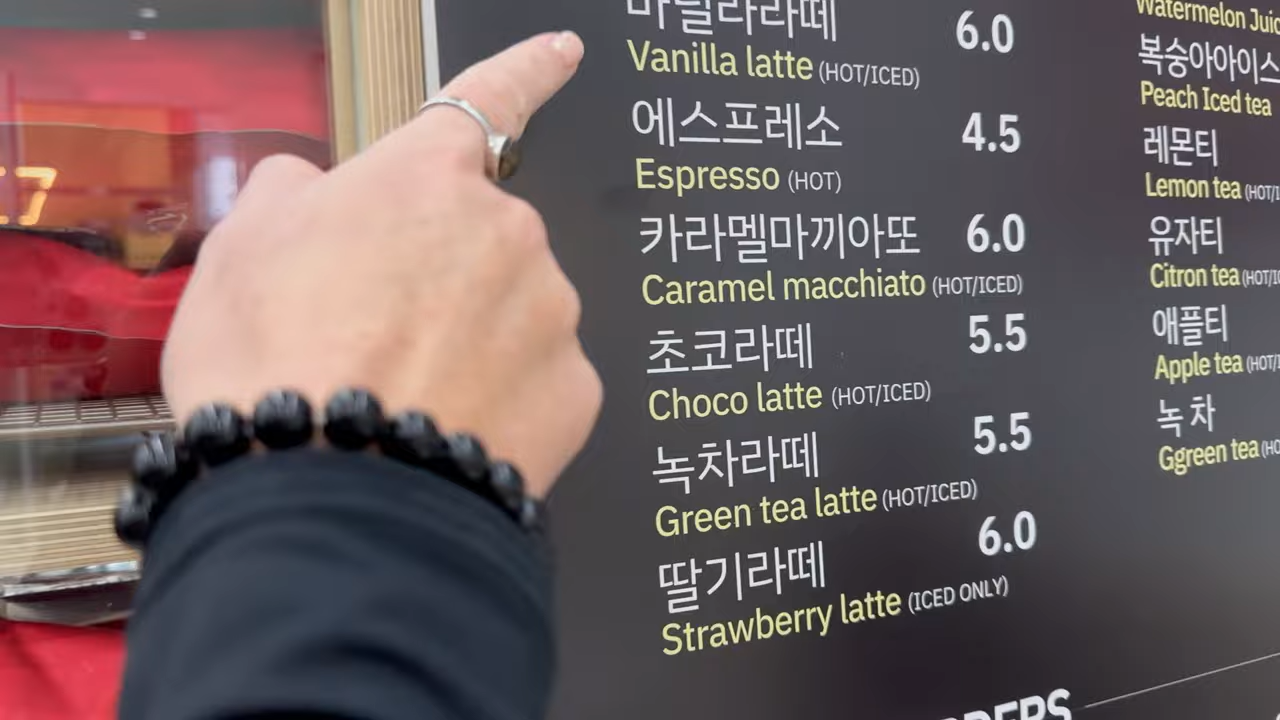 바닐라라떼 6.0
Vanilla latte (HOT/ICED)
에스프레소 4.5
Espresso (HOT)
카라멜마끼아또 6.0
Caramel macchiato (HOT/ICED)
초코라떼 5.5
Choco latte (HOT/ICED)
녹차라떼 5.5
Green tea latte (HOT/ICED)
딸기라떼 6.0
Strawberry latte (ICED ONLY)
Watermelon Juic
복숭아아이스
Peach Iced tea
레몬티
Lemon tea (HOT/I
유자티
Citron tea (HOT/IC
애플티
Apple tea (HOT/
녹 차
Ggreen tea (HO